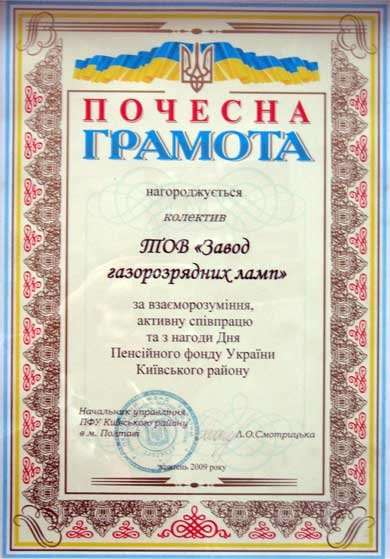 ПОЧЕСНА
ГРАМОТА
нагороджується
колектив
ТОВ «Завод
газорозрядних ламп»
за взаєморозуміння,
активну співпрацю
та з нагоди Дня
Пенсійного фонду України
Київського району
Начальник управління
ПФУ Київського району
в м. Полтаві
Л.О.Смотрицька
жовтень 2009 року